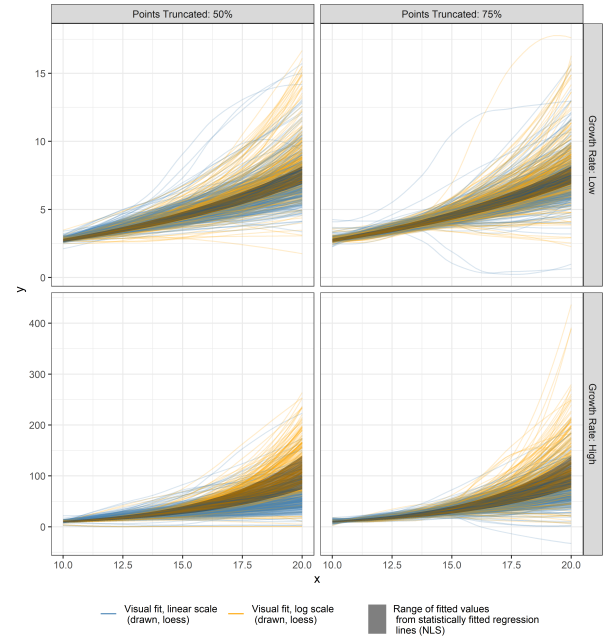 Points Truncated: 50%
Points Truncated: 75%
15
10
5
0
Growth Rate: Low
y
400
300
200
100
0
Growth Rate: High
10.0 12.5 15.0 17.5 20.0
10.0 12.5 15.0 17.5 20.0
x
Visual fit, linear scale
(drawn, loess)
Visual fit, log scale
(drawn, loess)
Range of fitted values
from statistically fitted regression
lines (NLS)